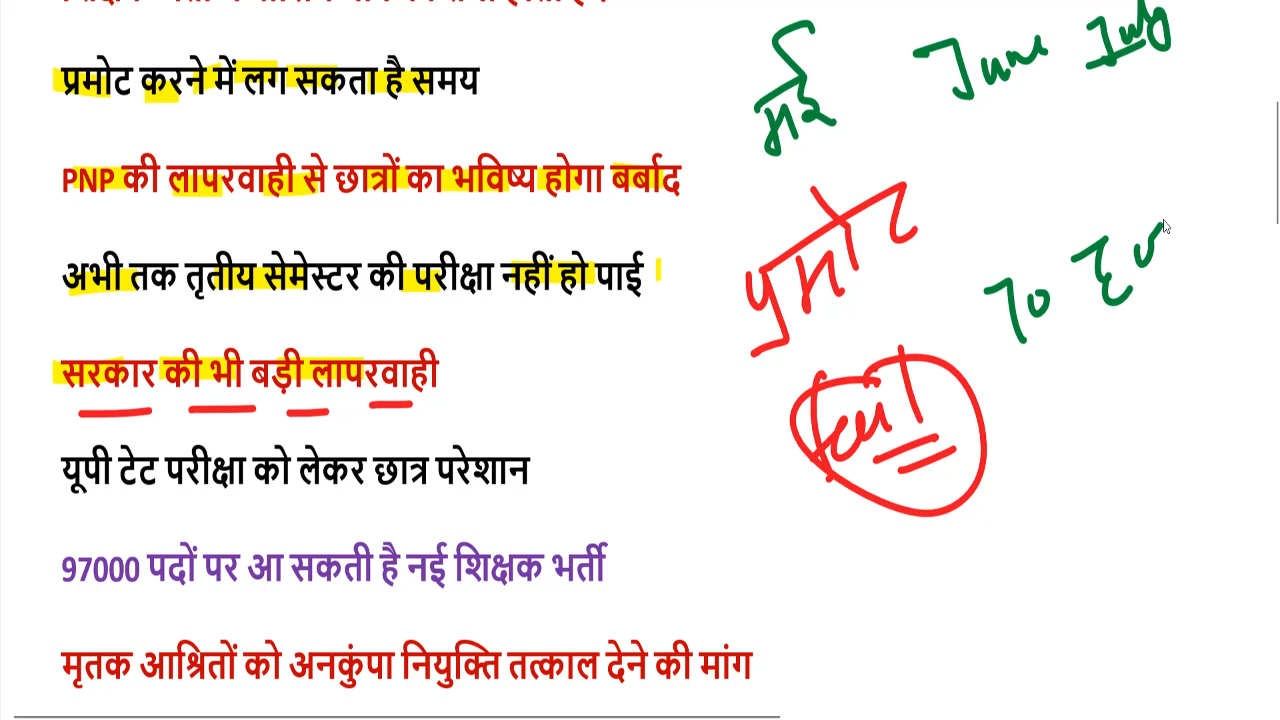 प्रमोट करने में लग सकता है समय
PNP की लापरवाही से छात्रों का भविष्य होगा बर्बाद
अभी तक तृतीय सेमेस्टर की परीक्षा नहीं हो पाई
सरकार की भी बड़ी लापरवाही
यूपी टेट परीक्षा को लेकर छात्र परेशान
97000 पदों पर आ सकती है नई शिक्षक भर्ती
मृतक आश्रितों को अनकुंपा नियुक्ति तत्काल देने की मांग
मई June July
प्रमोट